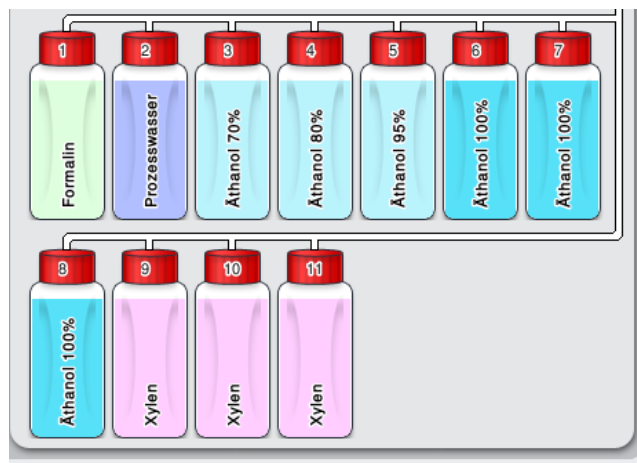 1 2 3 4 5 6 7
Formalin
Prozesswasser
Äthanol 70%
Äthanol 80%
Äthanol 95%
Äthanol 100%
Äthanol 100%
8 9 10 11
Äthanol 100%
Xylen
Xylen
Xylen